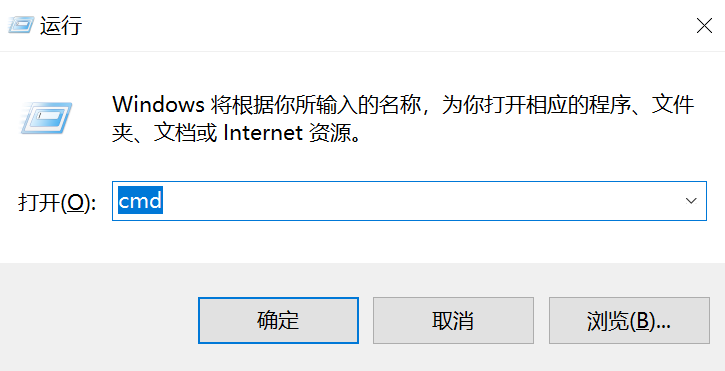 运行
Windows 将根据你所输入的名称，为你打开相应的程序、文件
夹、文档或 Internet 资源。
打开(O): cmd
确定 取消 浏览(B)...